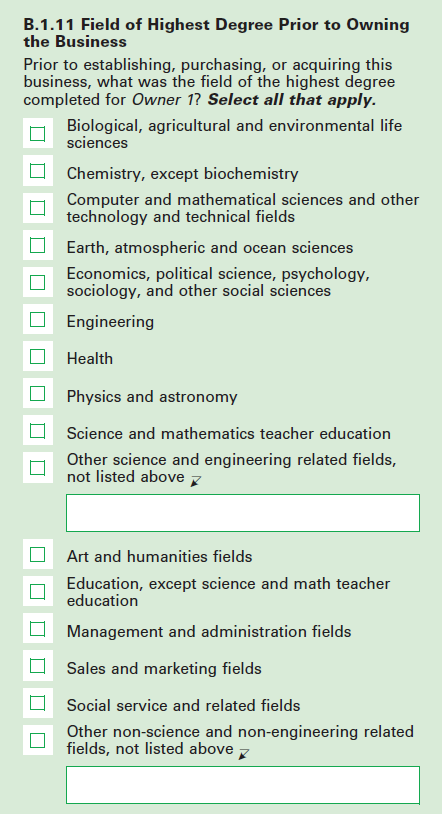 B.1.11 Field of Highest Degree Prior to Owning
the Business
Prior to establishing, purchasing, or acquiring this
business, what was the field of the highest degree
completed for Owner 1? Select all that apply.
Biological, agricultural and environmental life
sciences
Chemistry, except biochemistry
Computer and mathematical sciences and other
technology and technical fields
Earth, atmospheric and ocean sciences
Economics, political science, psychology,
sociology, and other social sciences
Engineering
Health
Physics and astronomy
Science and mathematics teacher education
Other science and engineering related fields,
not listed above
Art and humanities fields
Education, except science and math teacher
education
Management and administration fields
Sales and marketing fields
Social service and related fields
Other non-science and non-engineering related
fields, not listed above